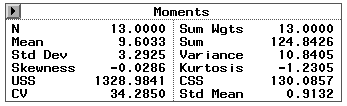 Moments
N 13.0000 Sum Wgts 13.0000
Mean 9.6033 Sum 124.8426
Std Dev 3.2925 Variance 10.8405
Skewness -0.0286 Kurtosis -1.2305
USS 1328.9841 CSS 130.0857
CV 34.2850 Std Mean 0.9132